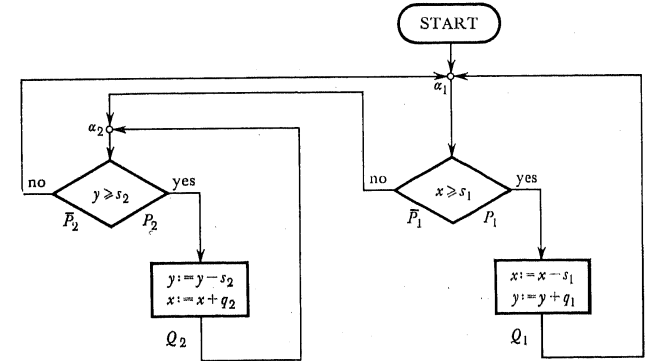 START
α₁
α₂
no
yes
y⩾s₂
P̅₂
P₂
no
yes
x⩾s₁
P̅₁
P₁
y:=y−s₂
x:=x+q₂
x:=x−s₁
y:=y+q₁
Q₂
Q₁